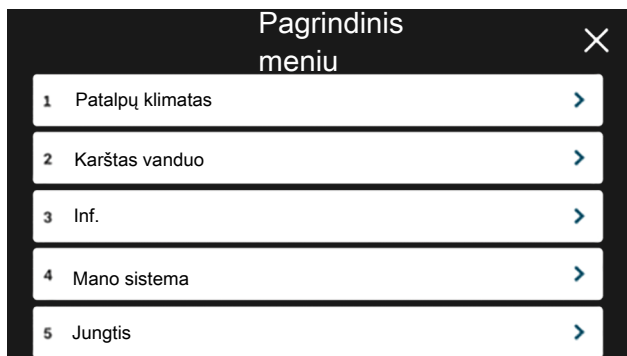 Pagrindinis
meniu
1 Patalpų klimatas
2 Karštas vanduo
3 Inf.
4 Mano sistema
5 Jungtis